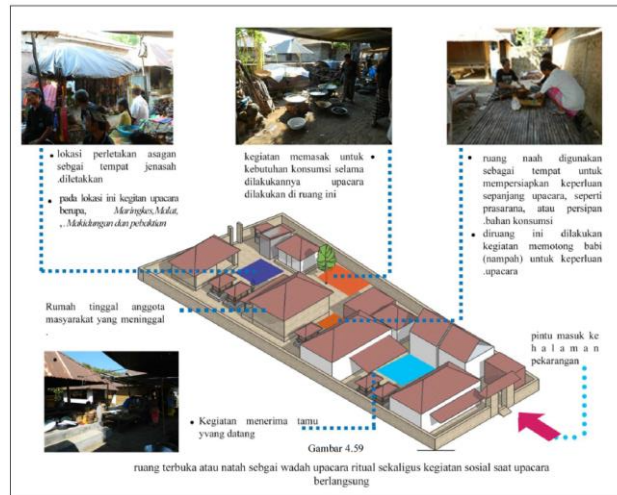 • lokasi perletakan asagan
sebgai tempat jenasah
.diletakkan
• pada lokasi ini kegitan upacara
berupa, Maringkes,Malat,
,. Makidungan dan pebaktian
kegiatan memasak untuk •
kebutuhan konsumsi selama
dilakukannya upacara
dilakukan di ruang ini
• ruang naah digunakan
sebagai tempat untuk
mempersiapkan keperluan
sepanjang upacara, seperti
prasarana, atau persipan
.bahan konsumsi
• diruang ini dilakukan
kegiatan memotong babi
(nampah) untuk keperluan
.upacara
Rumah tinggal anggota
masyarakat yang meninggal
.
pintu masuk ke
h a l a m a n
pekarangan
• Kegiatan menerima tamu
yvang datang
Gambar 4.59
ruang terbuka atau natah sebgai wadah upacara ritual sekaligus kegiatan sosial saat upacara
berlangsung